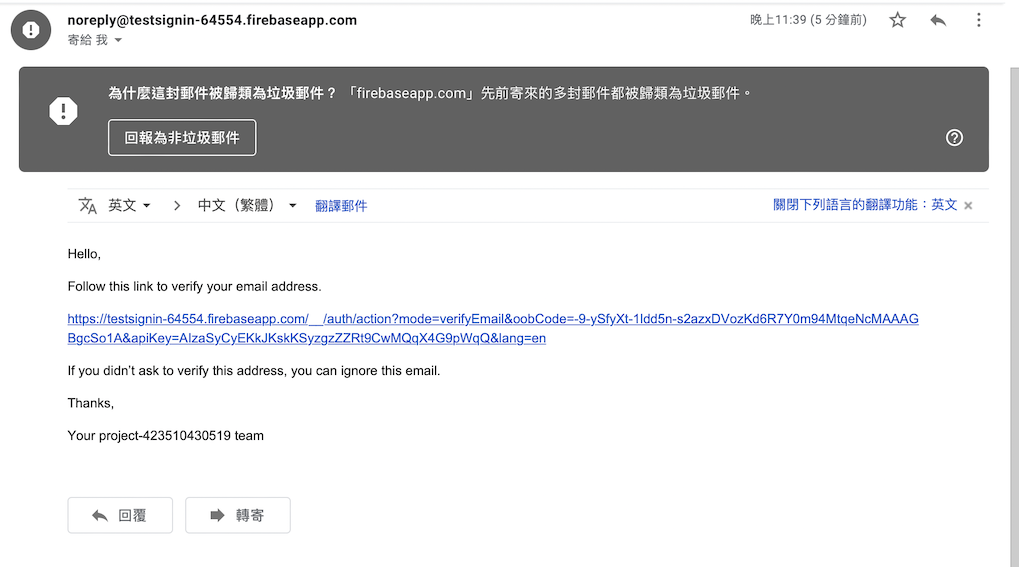 noreply@testsignin-64554.firebaseapp.com
晚上11:39 (5 分鐘前)
寄給 我
為什麼這封郵件被歸類為垃圾郵件？ 「firebaseapp.com」先前寄來的多封郵件都被歸類為垃圾郵件。
回報為非垃圾郵件
英文 > 中文（繁體） 翻譯郵件
關閉下列語言的翻譯功能：英文 ×
Hello,
Follow this link to verify your email address.
https://testsignin-64554.firebaseapp.com/__/auth/action?mode=verifyEmail&oobCode=-9-ySfyXt-1ldd5n-s2azxDVozKd6R7Y0m94MtqeNcMAAAG
BgcSo1A&apiKey=AIzaSyCyEKkJKskKSyzgzZZRt9CwMQqX4G9pWqQ&lang=en
If you didn’t ask to verify this address, you can ignore this email.
Thanks,
Your project-423510430519 team
回覆
轉寄